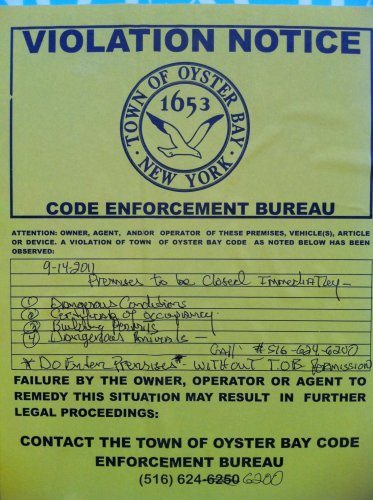 VIOLATION NOTICE
TOWN OF OYSTER BAY
1653
NEW YORK
CODE ENFORCEMENT BUREAU
ATTENTION: OWNER, AGENT, AND/OR OPERATOR OF THESE PREMISES, VEHICLE(S), ARTICLE
OR DEVICE. A VIOLATION OF TOWN OF OYSTER BAY CODE AS NOTED BELOW HAS BEEN
OBSERVED:
9-14-2011
Premises to be Closed Immediatley -
① Dangerous Conditions
② Certificate of occupancy
③ Building Permits
④ Dangerous Animals -
Call: #516-624-6200
* Do Enter Premises* without T.O.B permission
FAILURE BY THE OWNER, OPERATOR OR AGENT TO
REMEDY THIS SITUATION MAY RESULT IN FURTHER
LEGAL PROCEEDINGS:
CONTACT THE TOWN OF OYSTER BAY CODE
ENFORCEMENT BUREAU
(516) 624-6250 6200